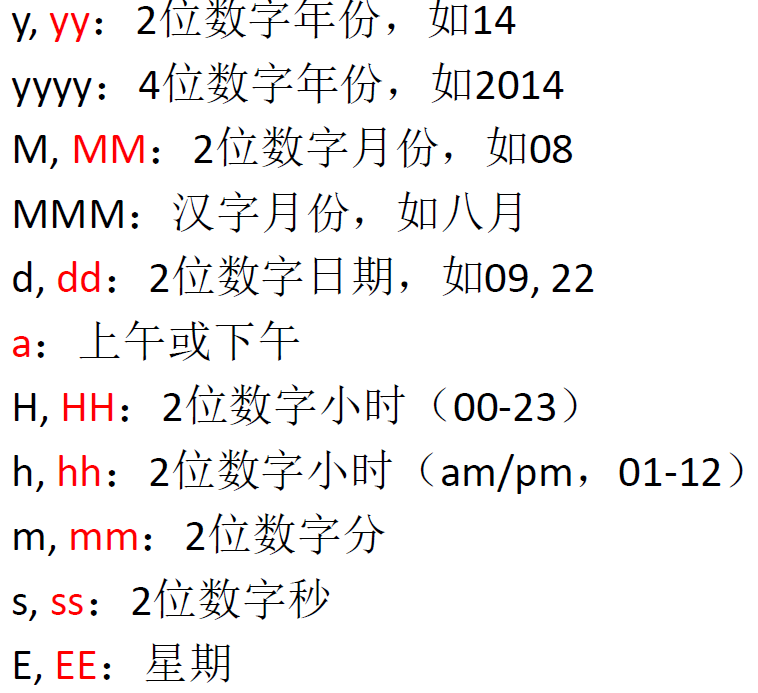 y, yy：2位数字年份，如14
yyyy：4位数字年份，如2014
M, MM：2位数字月份，如08
MMM：汉字月份，如八月
d, dd：2位数字日期，如09, 22
a：上午或下午
H, HH：2位数字小时（00-23）
h, hh：2位数字小时（am/pm，01-12）
m, mm：2位数字分
s, ss：2位数字秒
E, EE：星期